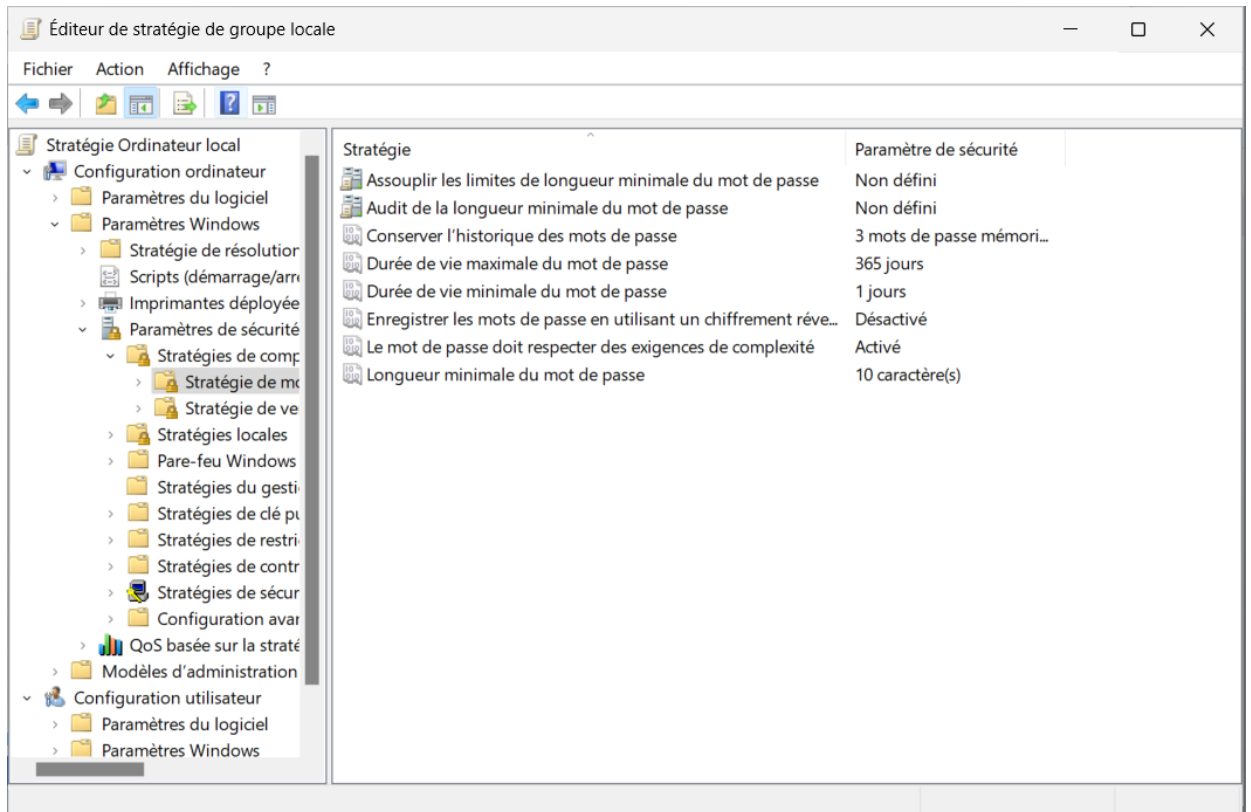 Éditeur de stratégie de groupe locale
Fichier Action Affichage ?
Stratégie Ordinateur local
Configuration ordinateur
Paramètres du logiciel
Paramètres Windows
Stratégie de résolution
Scripts (démarrage/arrê
Imprimantes déployée
Paramètres de sécurité
Stratégies de comp
Stratégie de mo
Stratégie de ve
Stratégies locales
Pare-feu Windows
Stratégies du gesti
Stratégies de clé pu
Stratégies de restri
Stratégies de contr
Stratégies de sécur
Configuration avan
QoS basée sur la straté
Modèles d'administration
Configuration utilisateur
Paramètres du logiciel
Paramètres Windows
Stratégie Paramètre de sécurité
Assouplir les limites de longueur minimale du mot de passe Non défini
Audit de la longueur minimale du mot de passe Non défini
Conserver l'historique des mots de passe 3 mots de passe mémori...
Durée de vie maximale du mot de passe 365 jours
Durée de vie minimale du mot de passe 1 jours
Enregistrer les mots de passe en utilisant un chiffrement réve... Désactivé
Le mot de passe doit respecter des exigences de complexité Activé
Longueur minimale du mot de passe 10 caractère(s)